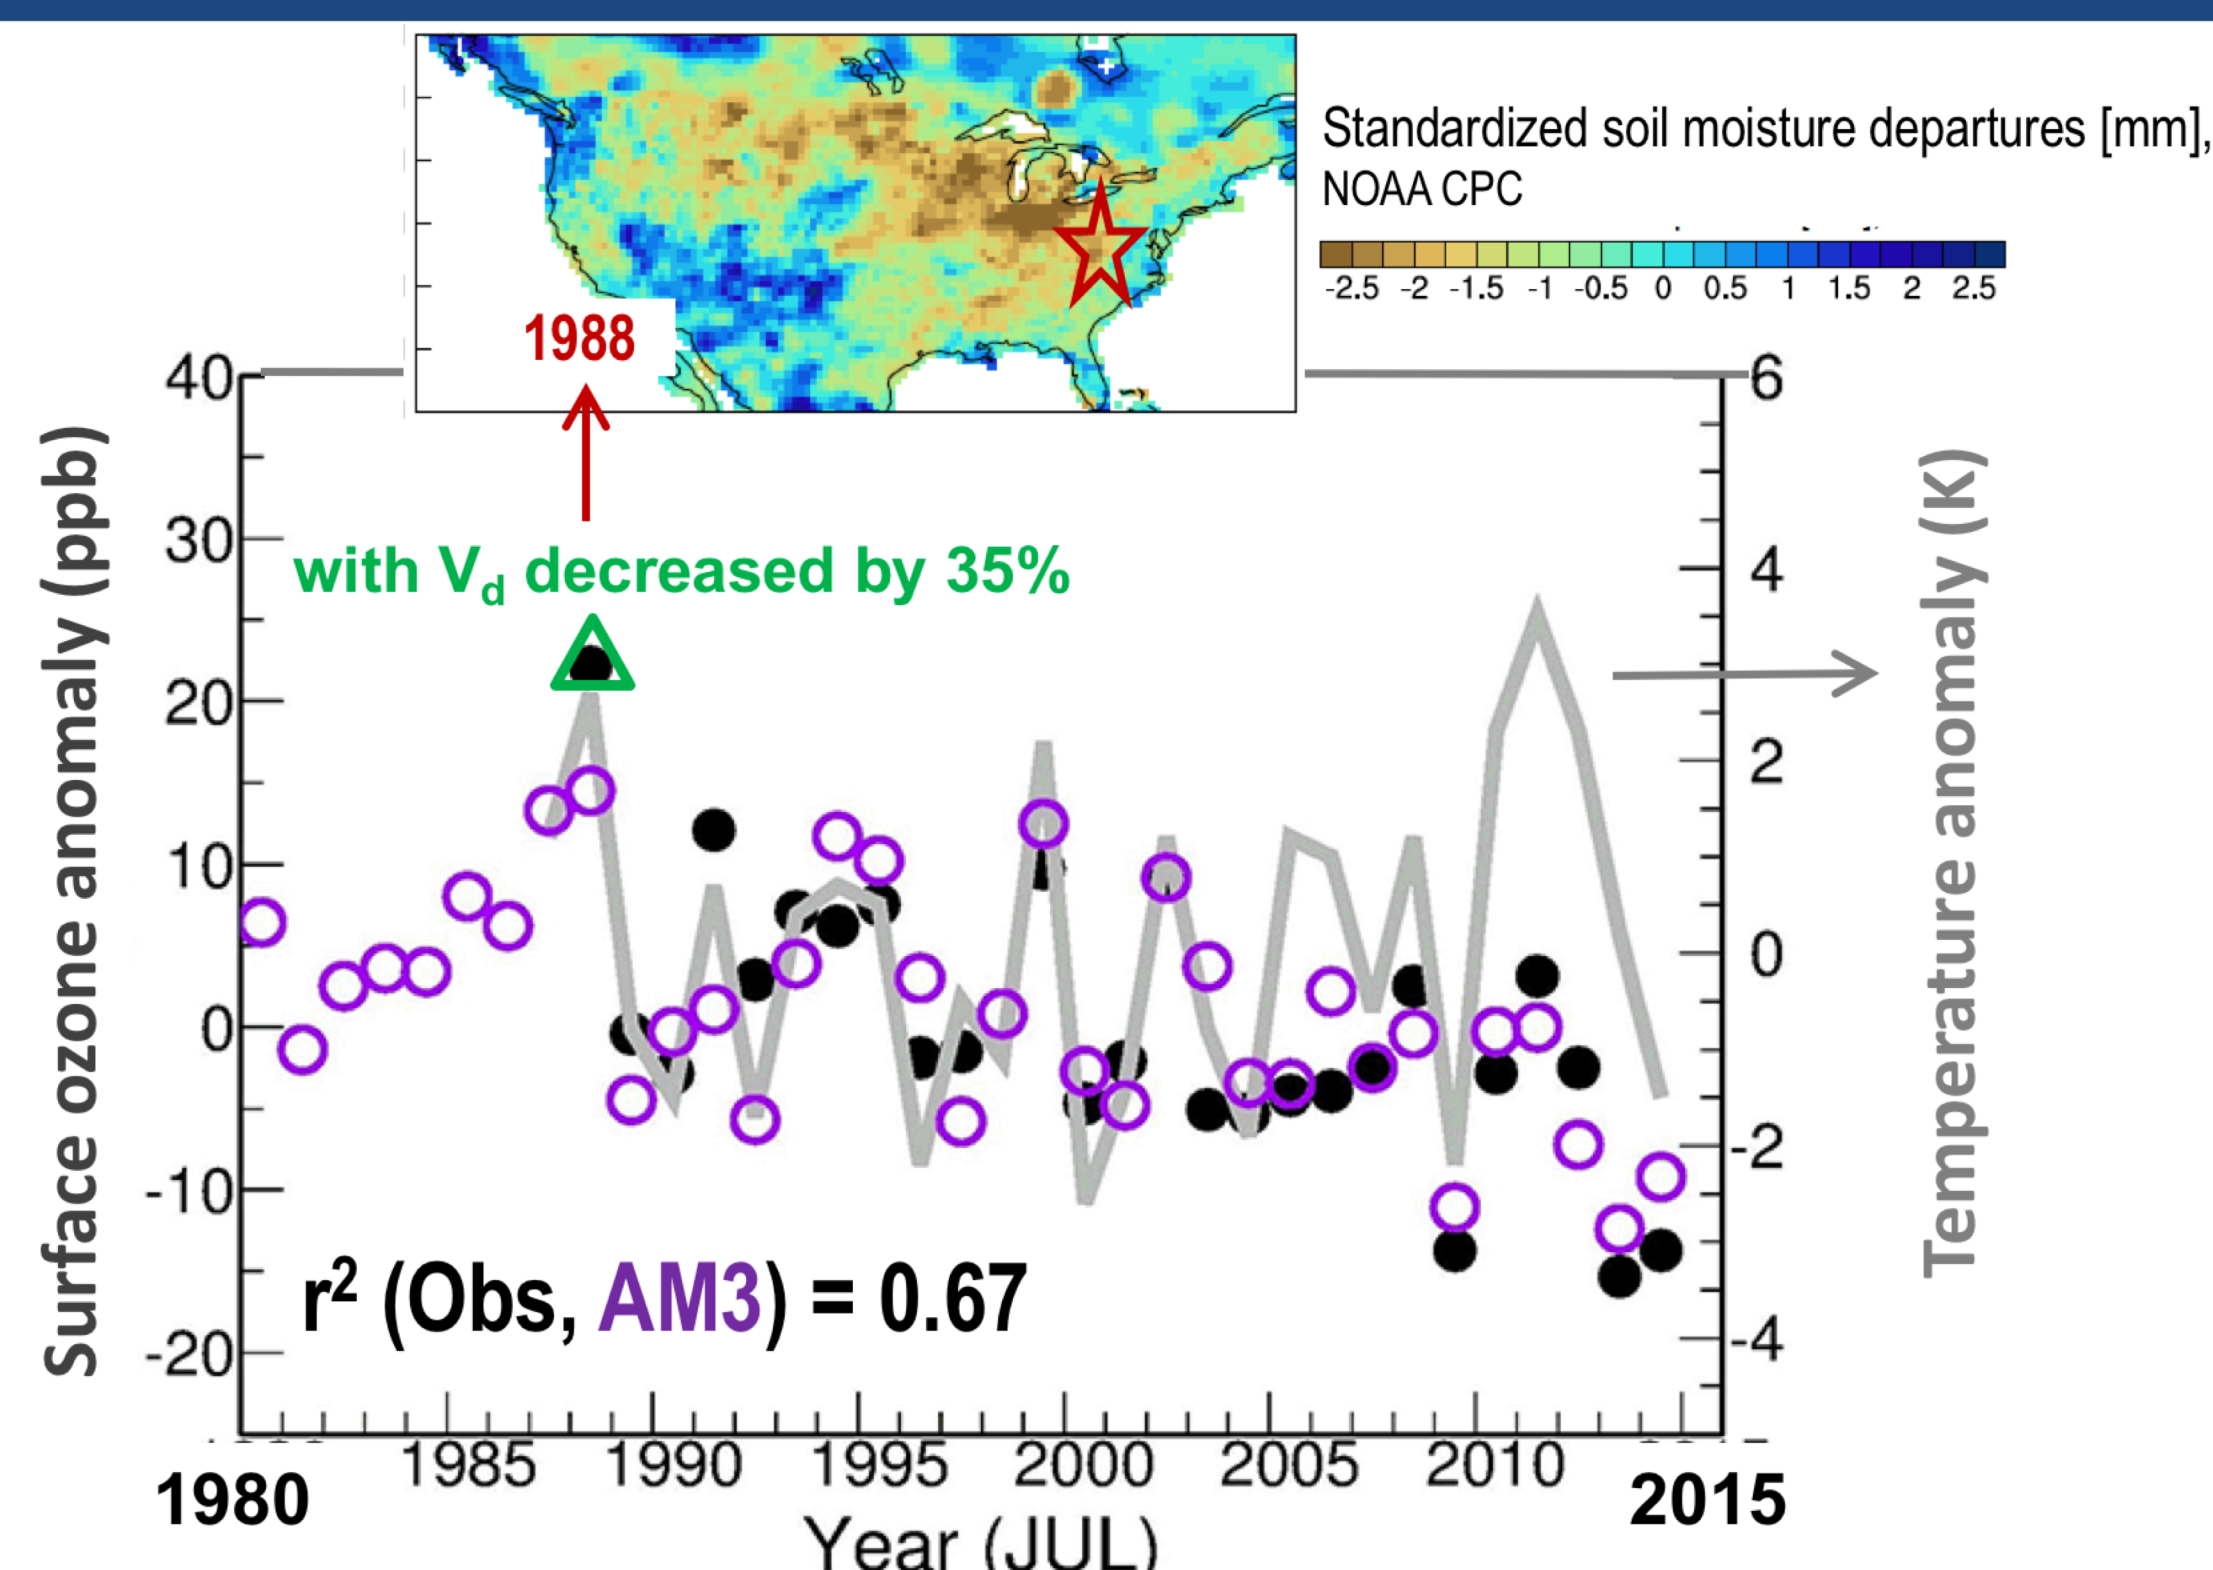 Standardized soil moisture departures [mm],
NOAA CPC
-2.5 -2 -1.5 -1 -0.5 0 0.5 1 1.5 2 2.5
1988
with Vd decreased by 35%
Surface ozone anomaly (ppb)
40
30
20
10
0
-10
-20
6
4
2
0
-2
-4
Temperature anomaly (K)
r² (Obs, AM3) = 0.67
1985 1990 1995 2000 2005 2010
1980 2015
Year (JUL)